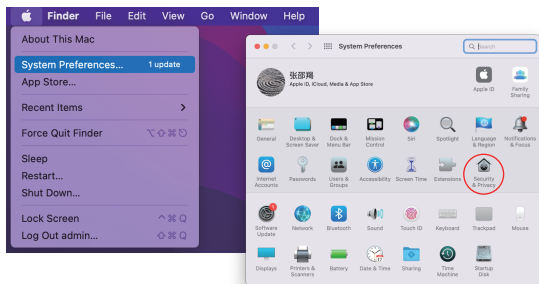 Finder File Edit View Go Window Help
About This Mac
System Preferences... 1 update
App Store...
Recent Items
Force Quit Finder ⌥⇧⌘⎋
Sleep
Restart...
Shut Down...
Lock Screen ^⌘Q
Log Out admin... ⇧⌘Q
System Preferences
Search
张邵翔
Apple ID, iCloud, Media & App Store
Apple ID
Family
Sharing
General
Desktop &
Screen Saver
Dock &
Menu Bar
Mission
Control
Siri
Spotlight
Language
& Region
Notifications
& Focus
Internet
Accounts
Passwords
Users &
Groups
Accessibility
Screen Time
Extensions
Security
& Privacy
Software
Update
Network
Bluetooth
Sound
Touch ID
Keyboard
Trackpad
Mouse
Displays
Printers &
Scanners
Battery
Date & Time
Sharing
Time
Machine
Startup
Disk